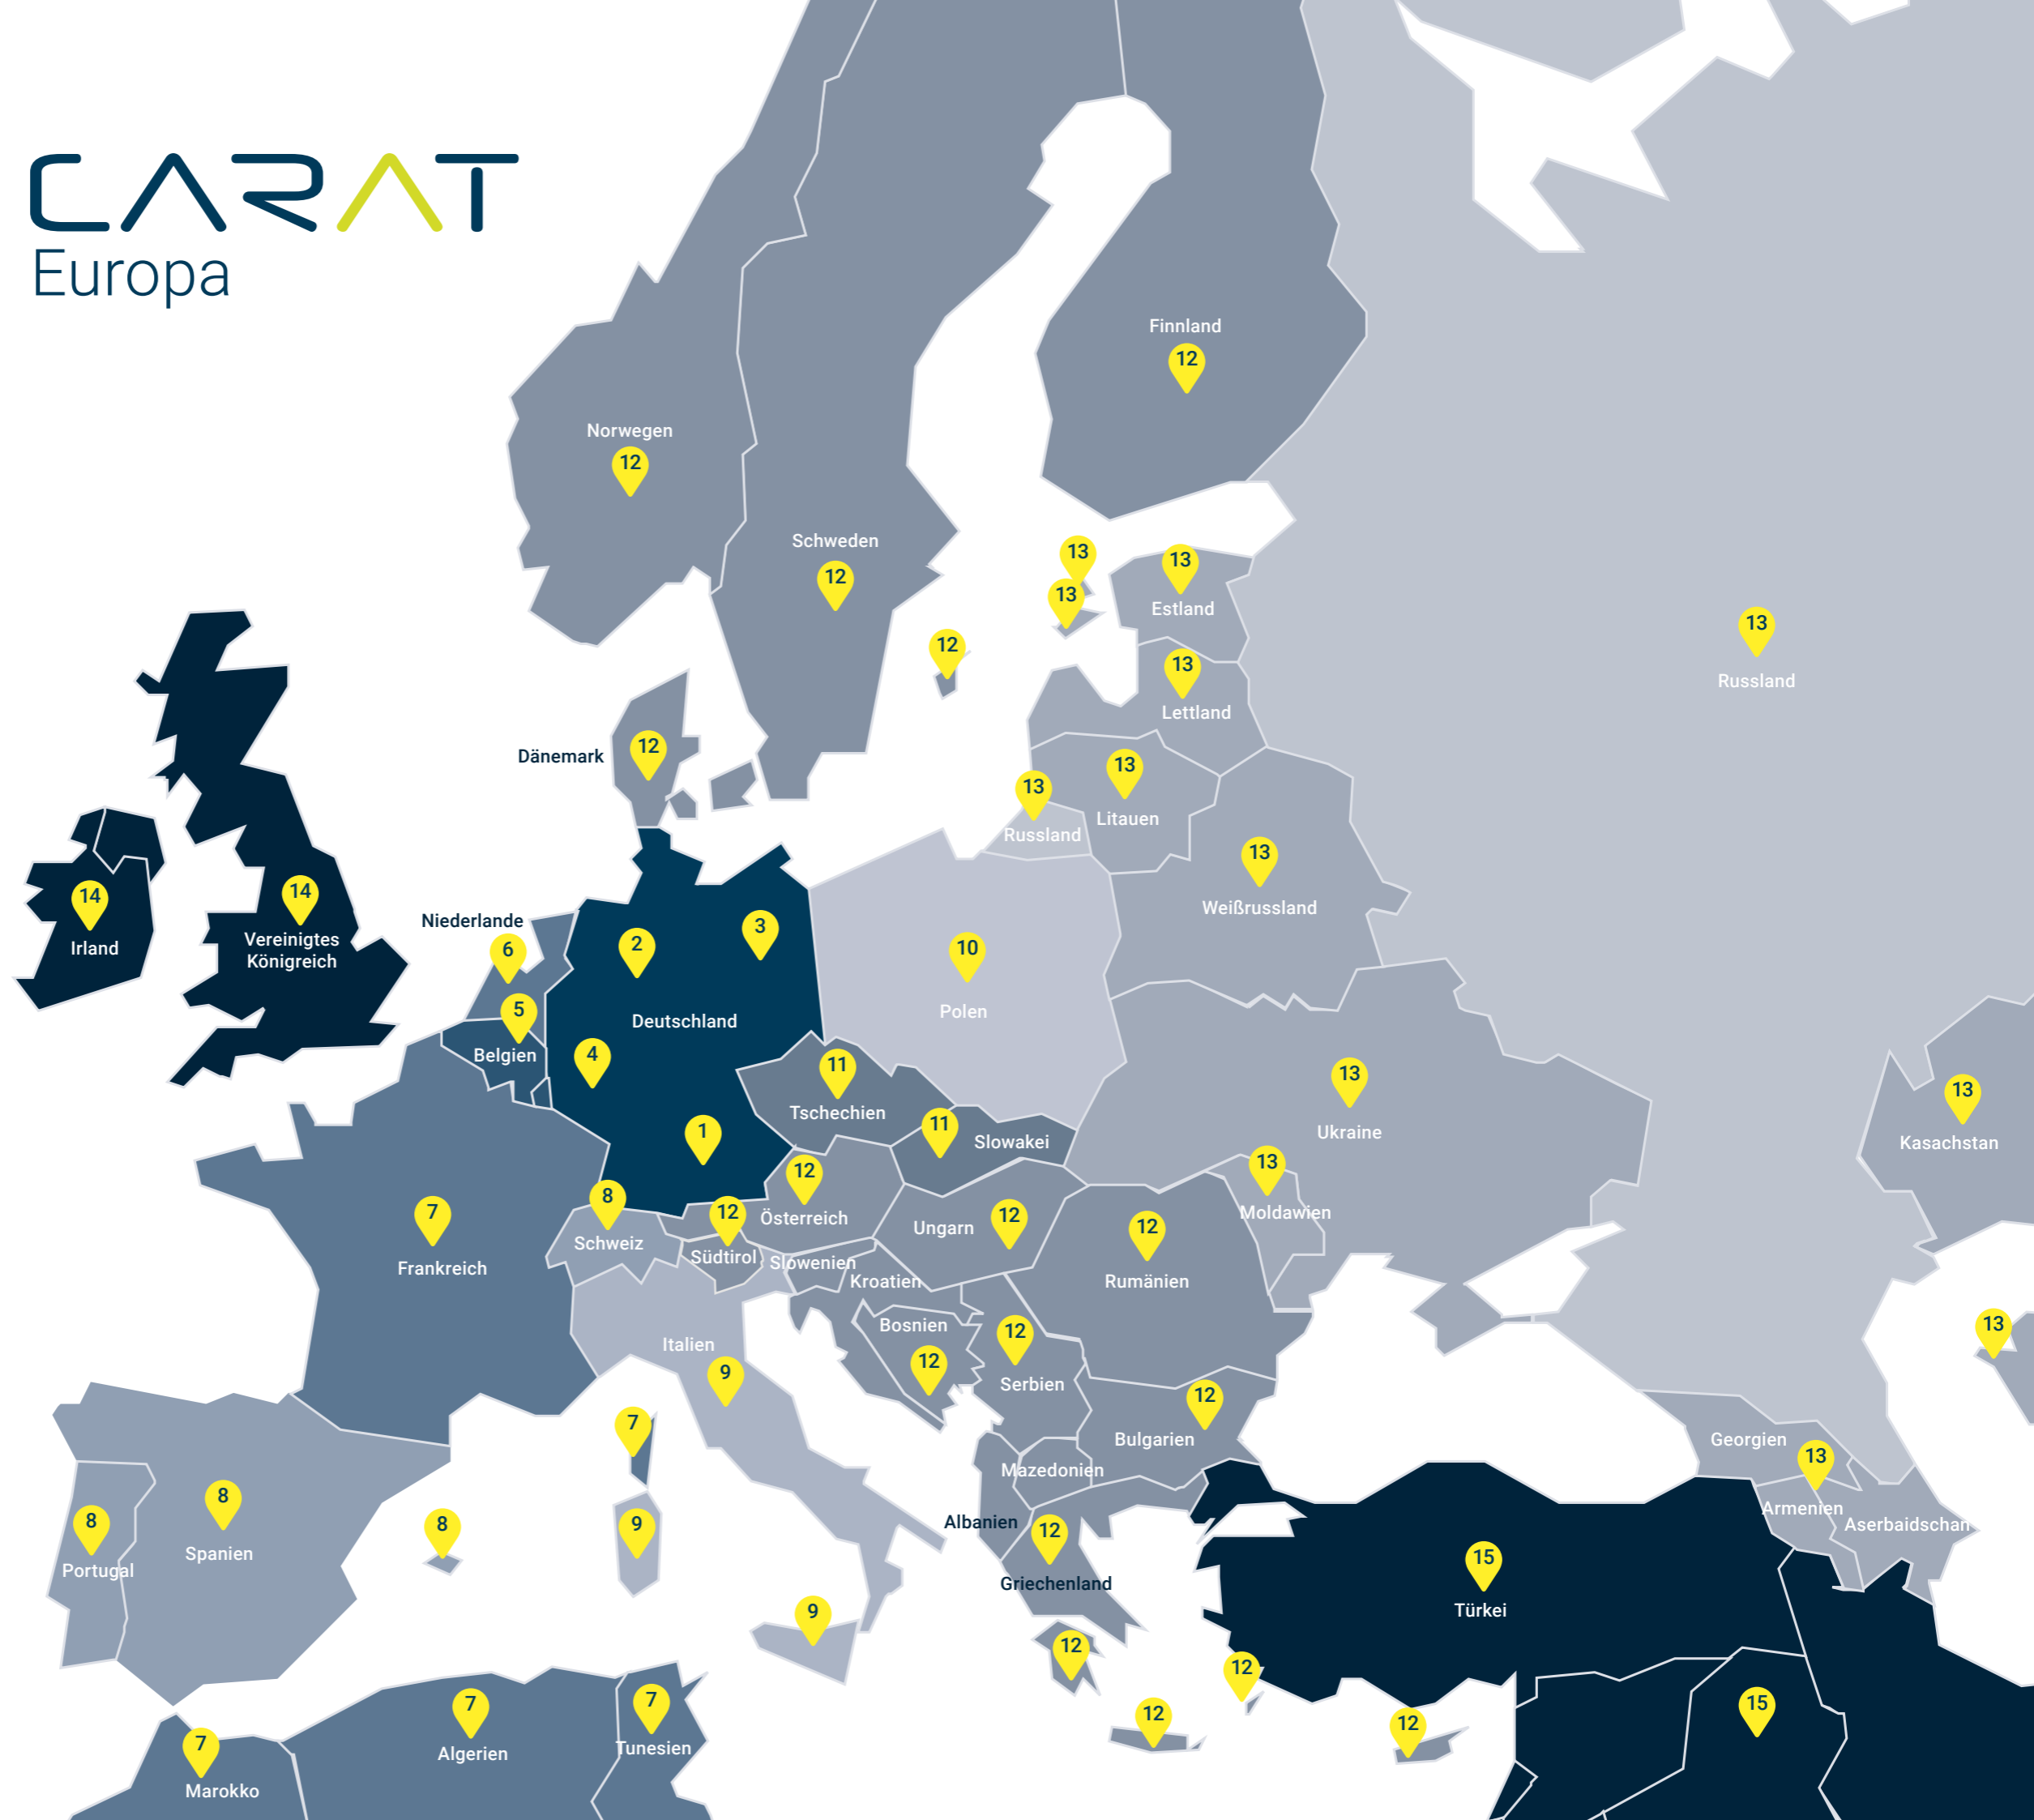 CARAT
Europa
Finnland
12
Norwegen
12
Schweden
12
13
13
13
Estland
12
13
Russland
13
Lettland
Dänemark
12
13
Litauen
13
Russland
13
Weißrussland
14
Irland
14
Vereinigtes
Königreich
Niederlande
6
5
Belgien
2
3
Deutschland
4
1
10
Polen
11
Tschechien
11
Slowakei
13
Ukraine
13
Moldawien
13
Kasachstan
7
Frankreich
8
Schweiz
12
Österreich
12
Südtirol
Slowenien
Kroatien
Ungarn
12
12
Rumänien
Bosnien
12
12
Serbien
13
Italien
9
12
Bulgarien
7
Mazedonien
Georgien
13
Armenien
Aserbaidschan
8
Portugal
8
Spanien
8
9
Albanien
12
Griechenland
15
Türkei
9
12
12
12
12
15
7
Marokko
7
Algerien
7
Tunesien